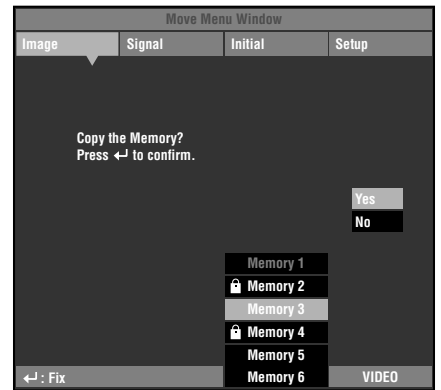 Move Menu Window
Image Signal Initial Setup
Copy the Memory?
Press ↵ to confirm.
Yes
No
Memory 1
Memory 2
Memory 3
Memory 4
Memory 5
↵ : Fix Memory 6 VIDEO